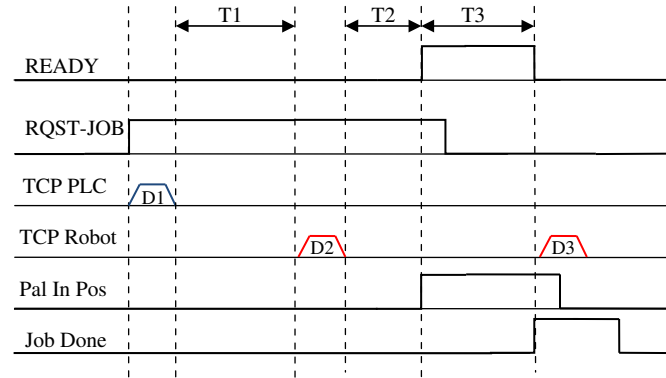 T1 T2 T3
READY
RQST-JOB
TCP PLC
D1
TCP Robot
D2 D3
Pal In Pos
Job Done